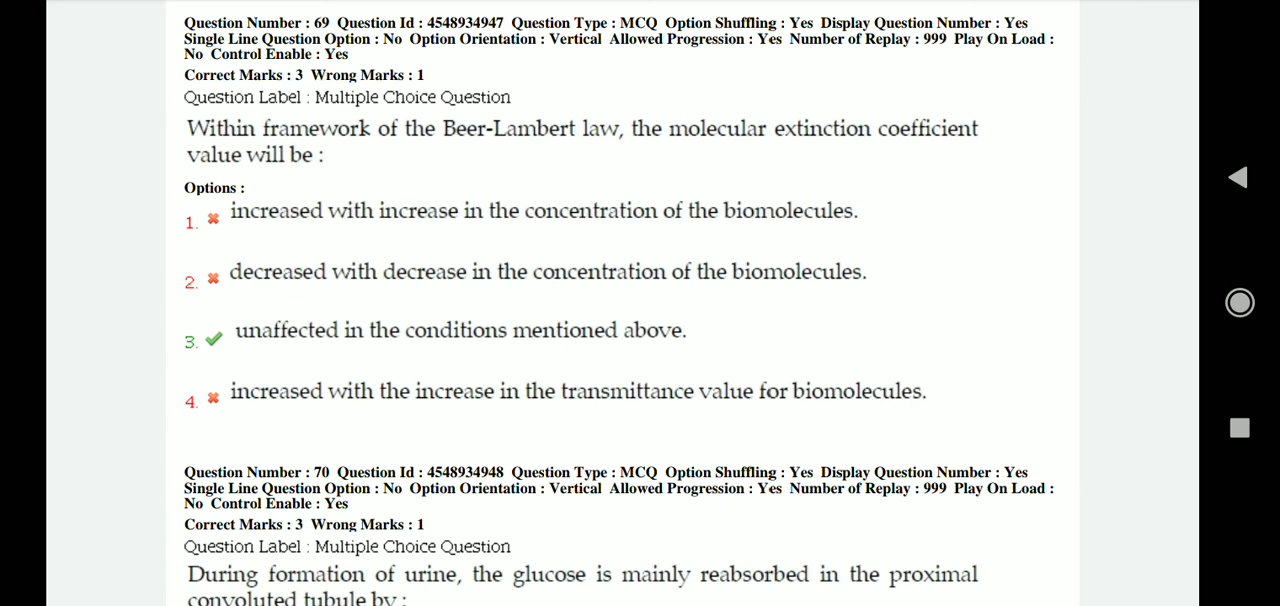 Question Number : 69 Question Id : 4548934947 Question Type : MCQ Option Shuffling : Yes Display Question Number : Yes
Single Line Question Option : No Option Orientation : Vertical Allowed Progression : Yes Number of Replay : 999 Play On Load :
No Control Enable : Yes
Correct Marks : 3 Wrong Marks : 1
Question Label : Multiple Choice Question
Within framework of the Beer-Lambert law, the molecular extinction coefficient
value will be :
Options :
1. increased with increase in the concentration of the biomolecules.
2. decreased with decrease in the concentration of the biomolecules.
3. unaffected in the conditions mentioned above.
4. increased with the increase in the transmittance value for biomolecules.
Question Number : 70 Question Id : 4548934948 Question Type : MCQ Option Shuffling : Yes Display Question Number : Yes
Single Line Question Option : No Option Orientation : Vertical Allowed Progression : Yes Number of Replay : 999 Play On Load :
No Control Enable : Yes
Correct Marks : 3 Wrong Marks : 1
Question Label : Multiple Choice Question
During formation of urine, the glucose is mainly reabsorbed in the proximal
convoluted tubule by :